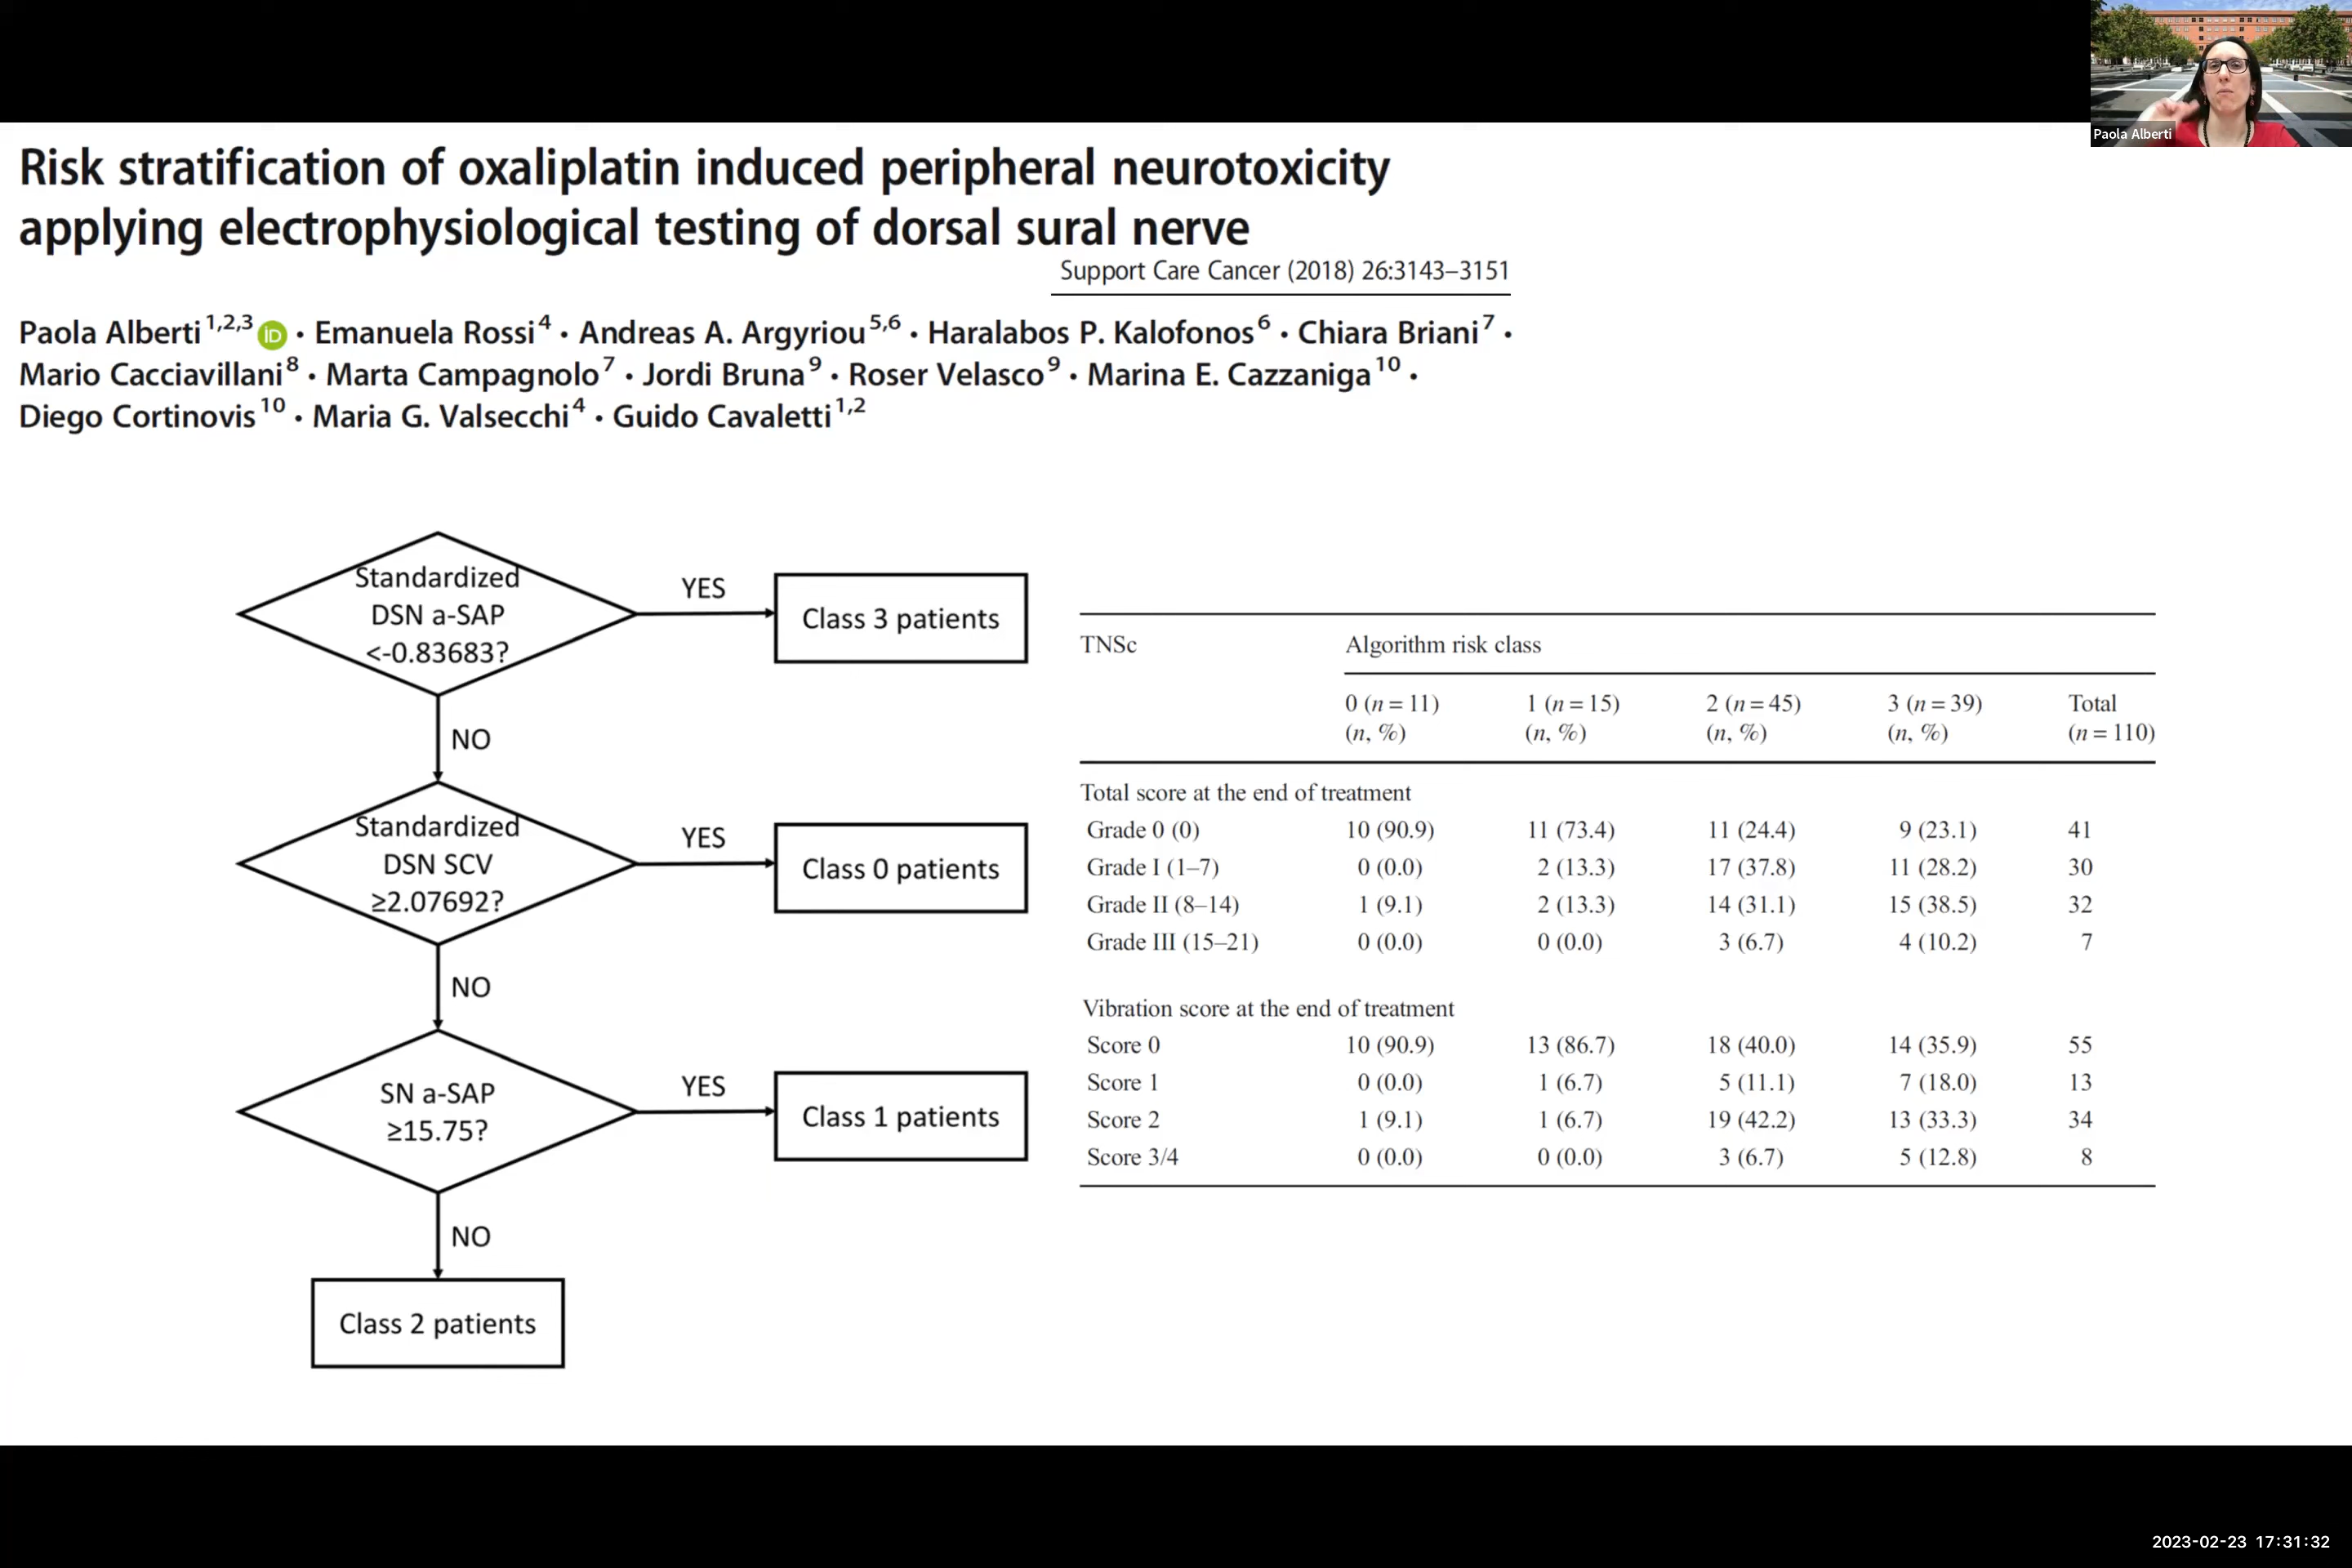 Paola Alberti
Risk stratification of oxaliplatin induced peripheral neurotoxicity
applying electrophysiological testing of dorsal sural nerve
Support Care Cancer (2018) 26:3143–3151
Paola Alberti 1,2,3 iD · Emanuela Rossi 4 · Andreas A. Argyriou 5,6 · Haralabos P. Kalofonos 6 · Chiara Briani 7 ·
Mario Cacciavillani 8 · Marta Campagnolo 7 · Jordi Bruna 9 · Roser Velasco 9 · Marina E. Cazzaniga 10 ·
Diego Cortinovis 10 · Maria G. Valsecchi 4 · Guido Cavaletti 1,2
Standardized
DSN a-SAP
<-0.83683?
YES
Class 3 patients
NO
Standardized
DSN SCV
≥2.07692?
YES
Class 0 patients
NO
SN a-SAP
≥15.75?
YES
Class 1 patients
NO
Class 2 patients
TNSc Algorithm risk class
0 (n = 11) 1 (n = 15) 2 (n = 45) 3 (n = 39) Total
(n, %) (n, %) (n, %) (n, %) (n = 110)
Total score at the end of treatment
Grade 0 (0) 10 (90.9) 11 (73.4) 11 (24.4) 9 (23.1) 41
Grade I (1–7) 0 (0.0) 2 (13.3) 17 (37.8) 11 (28.2) 30
Grade II (8–14) 1 (9.1) 2 (13.3) 14 (31.1) 15 (38.5) 32
Grade III (15–21) 0 (0.0) 0 (0.0) 3 (6.7) 4 (10.2) 7
Vibration score at the end of treatment
Score 0 10 (90.9) 13 (86.7) 18 (40.0) 14 (35.9) 55
Score 1 0 (0.0) 1 (6.7) 5 (11.1) 7 (18.0) 13
Score 2 1 (9.1) 1 (6.7) 19 (42.2) 13 (33.3) 34
Score 3/4 0 (0.0) 0 (0.0) 3 (6.7) 5 (12.8) 8
2023-02-23 17:31:32